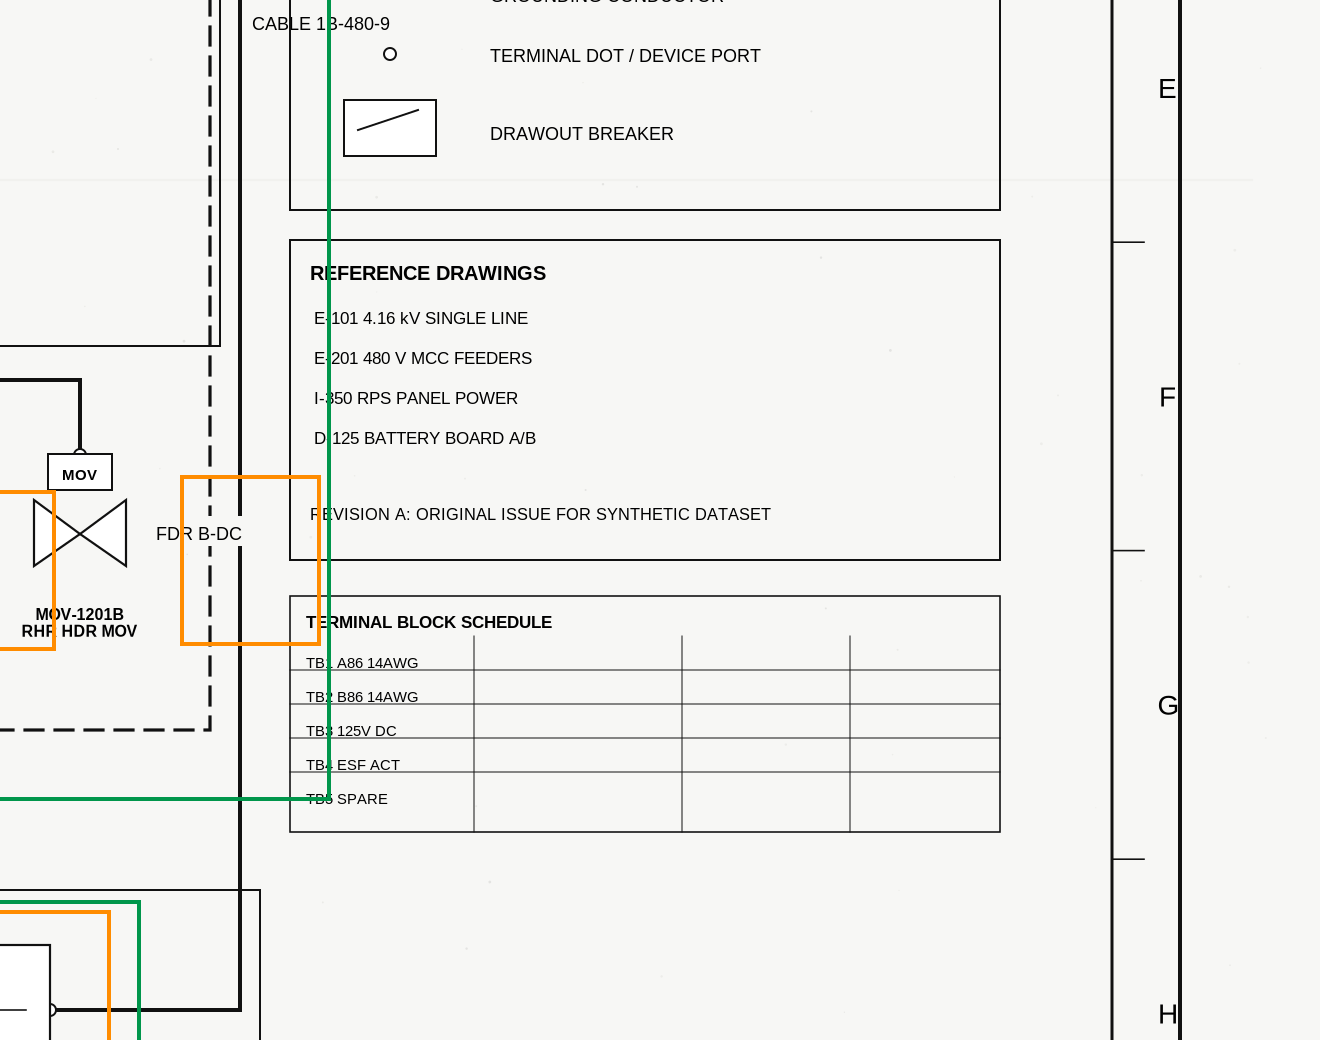 GROUNDING CONDUCTOR
CABLE 1B-480-9
TERMINAL DOT / DEVICE PORT
E
DRAWOUT BREAKER
REFERENCE DRAWINGS
E-101 4.16 kV SINGLE LINE
E-201 480 V MCC FEEDERS
I-350 RPS PANEL POWER
F
D-125 BATTERY BOARD A/B
MOV
REVISION A: ORIGINAL ISSUE FOR SYNTHETIC DATASET
FDR B-DC
MOV-1201B
RHR HDR MOV
TERMINAL BLOCK SCHEDULE
TB1 A86 14AWG
TB2 B86 14AWG
G
TB3 125V DC
TB4 ESF ACT
TB5 SPARE
H